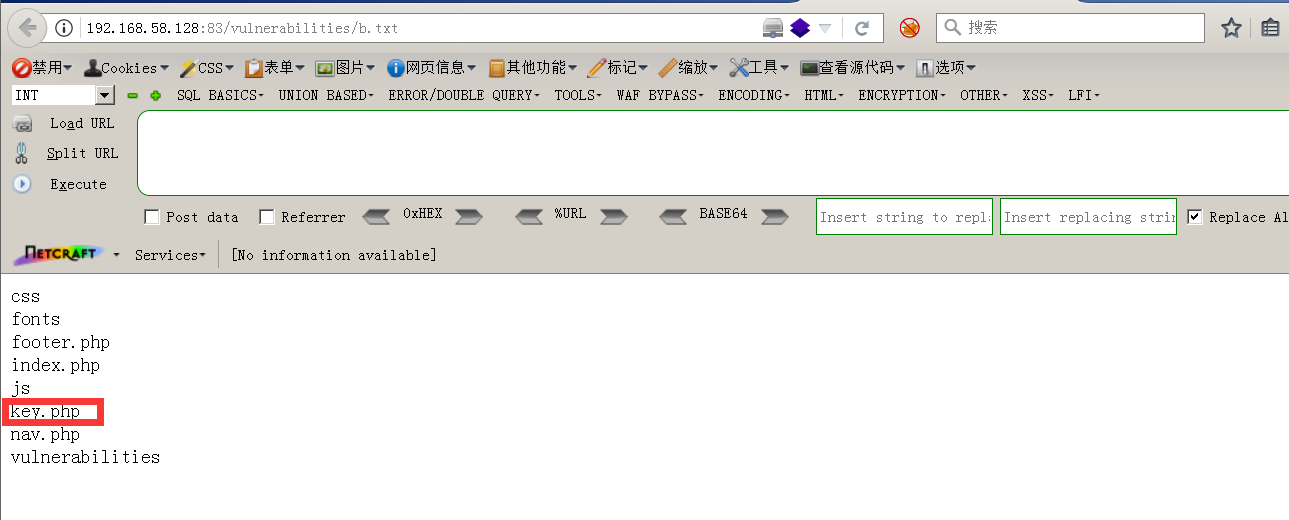 192.168.58.128:83/vulnerabilities/b.txt 搜索
禁用 Cookies CSS 表单 图片 网页信息 其他功能 标记 缩放 工具 查看源代码 选项
INT SQL BASICS UNION BASED ERROR/DOUBLE QUERY TOOLS WAF BYPASS ENCODING HTML ENCRYPTION OTHER XSS LFI
Load URL
Split URL
Execute
Post data Referrer 0xHEX %URL BASE64 Insert string to repl Insert replacing strin Replace Al
NETCRAFT Services [No information available]
css
fonts
footer.php
index.php
js
key.php
nav.php
vulnerabilities